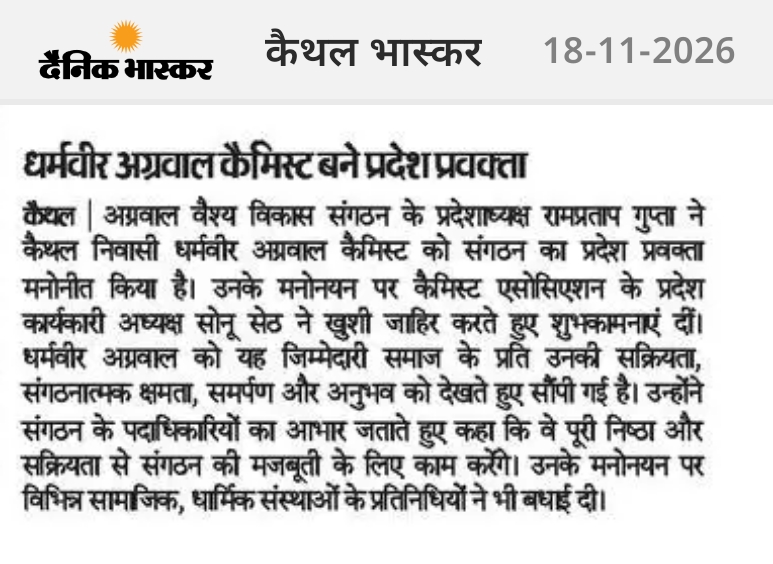 दैनिक भास्कर कैथल भास्कर 18-11-2026
धर्मवीर अग्रवाल कैमिस्ट बने प्रदेश प्रवक्ता
कैथल | अग्रवाल वैश्य विकास संगठन के प्रदेशाध्यक्ष रामप्रताप गुप्ता ने
कैथल निवासी धर्मवीर अग्रवाल कैमिस्ट को संगठन का प्रदेश प्रवक्ता
मनोनीत किया है। उनके मनोनयन पर कैमिस्ट एसोसिएशन के प्रदेश
कार्यकारी अध्यक्ष सोनू सेठ ने खुशी जाहिर करते हुए शुभकामनाएं दीं।
धर्मवीर अग्रवाल को यह जिम्मेदारी समाज के प्रति उनकी सक्रियता,
संगठनात्मक क्षमता, समर्पण और अनुभव को देखते हुए सौंपी गई है। उन्होंने
संगठन के पदाधिकारियों का आभार जताते हुए कहा कि वे पूरी निष्ठा और
सक्रियता से संगठन की मजबूती के लिए काम करेंगे। उनके मनोनयन पर
विभिन्न सामाजिक, धार्मिक संस्थाओं के प्रतिनिधियों ने भी बधाई दी।